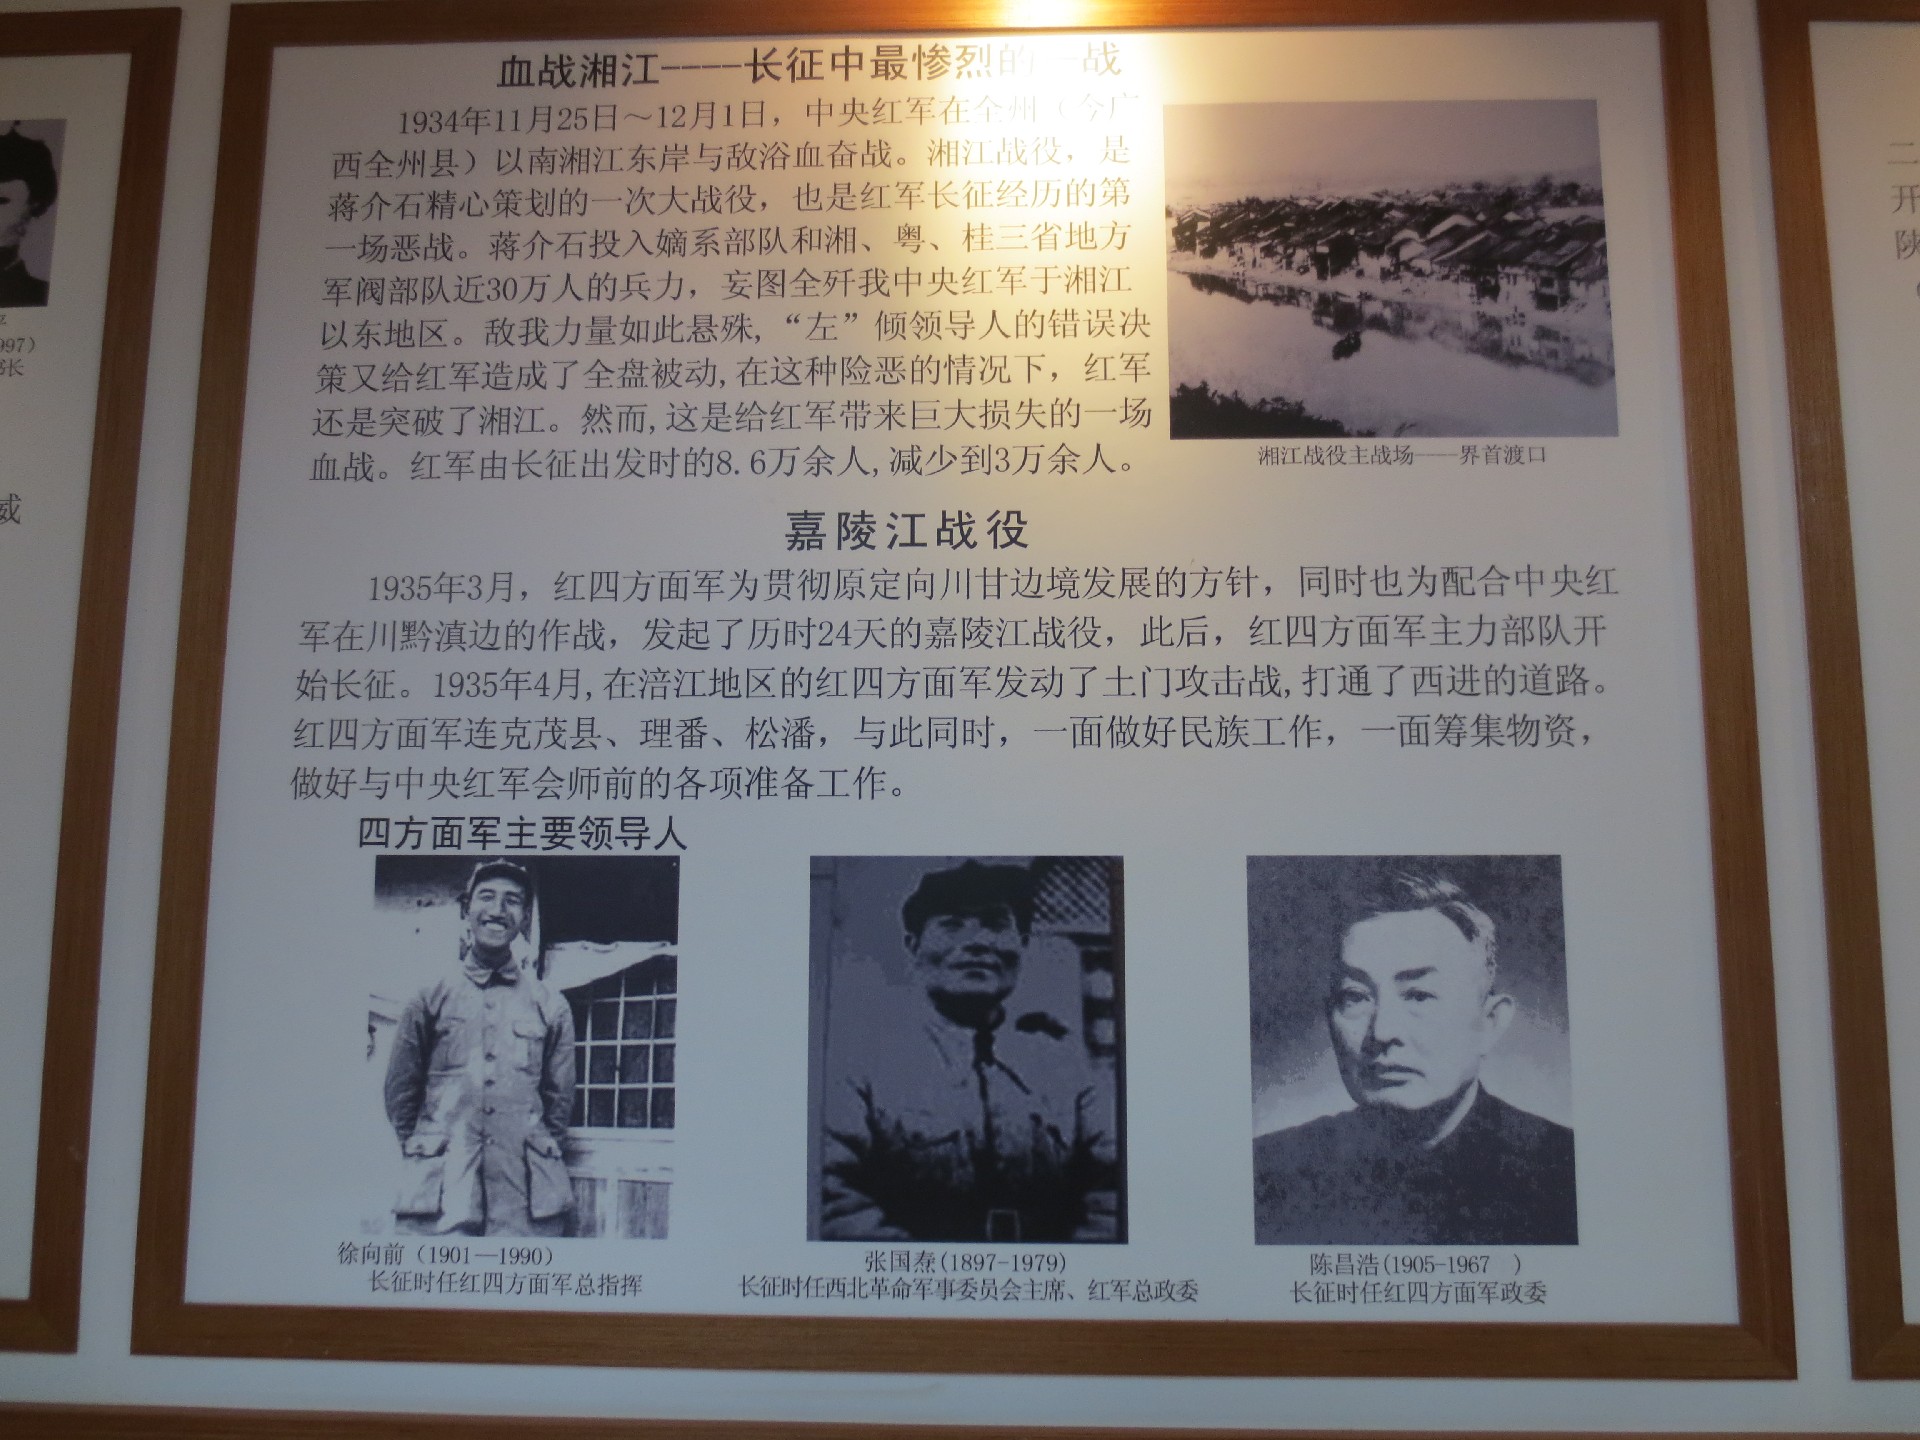 血战湘江----长征中最惨烈的一战
1934年11月25日～12月1日，中央红军在全州（今广
西全州县）以南湘江东岸与敌浴血奋战。湘江战役，是
蒋介石精心策划的一次大战役，也是红军长征经历的第
一场恶战。蒋介石投入嫡系部队和湘、粤、桂三省地方
军阀部队近30万人的兵力，妄图全歼我中央红军于湘江
以东地区。敌我力量如此悬殊，“左”倾领导人的错误决
策又给红军造成了全盘被动,在这种险恶的情况下，红军
还是突破了湘江。然而,这是给红军带来巨大损失的一场
血战。红军由长征出发时的8.6万余人,减少到3万余人。
湘江战役主战场——界首渡口
嘉陵江战役
1935年3月，红四方面军为贯彻原定向川甘边境发展的方针，同时也为配合中央红
军在川黔滇边的作战，发起了历时24天的嘉陵江战役，此后，红四方面军主力部队开
始长征。1935年4月,在涪江地区的红四方面军发动了土门攻击战,打通了西进的道路。
红四方面军连克茂县、理番、松潘，与此同时，一面做好民族工作，一面筹集物资，
做好与中央红军会师前的各项准备工作。
四方面军主要领导人
徐向前（1901—1990）
长征时任红四方面军总指挥
张国焘(1897-1979)
长征时任西北革命军事委员会主席、红军总政委
陈昌浩(1905-1967 )
长征时任红四方面军政委
997）
书长
威
二
开
陕